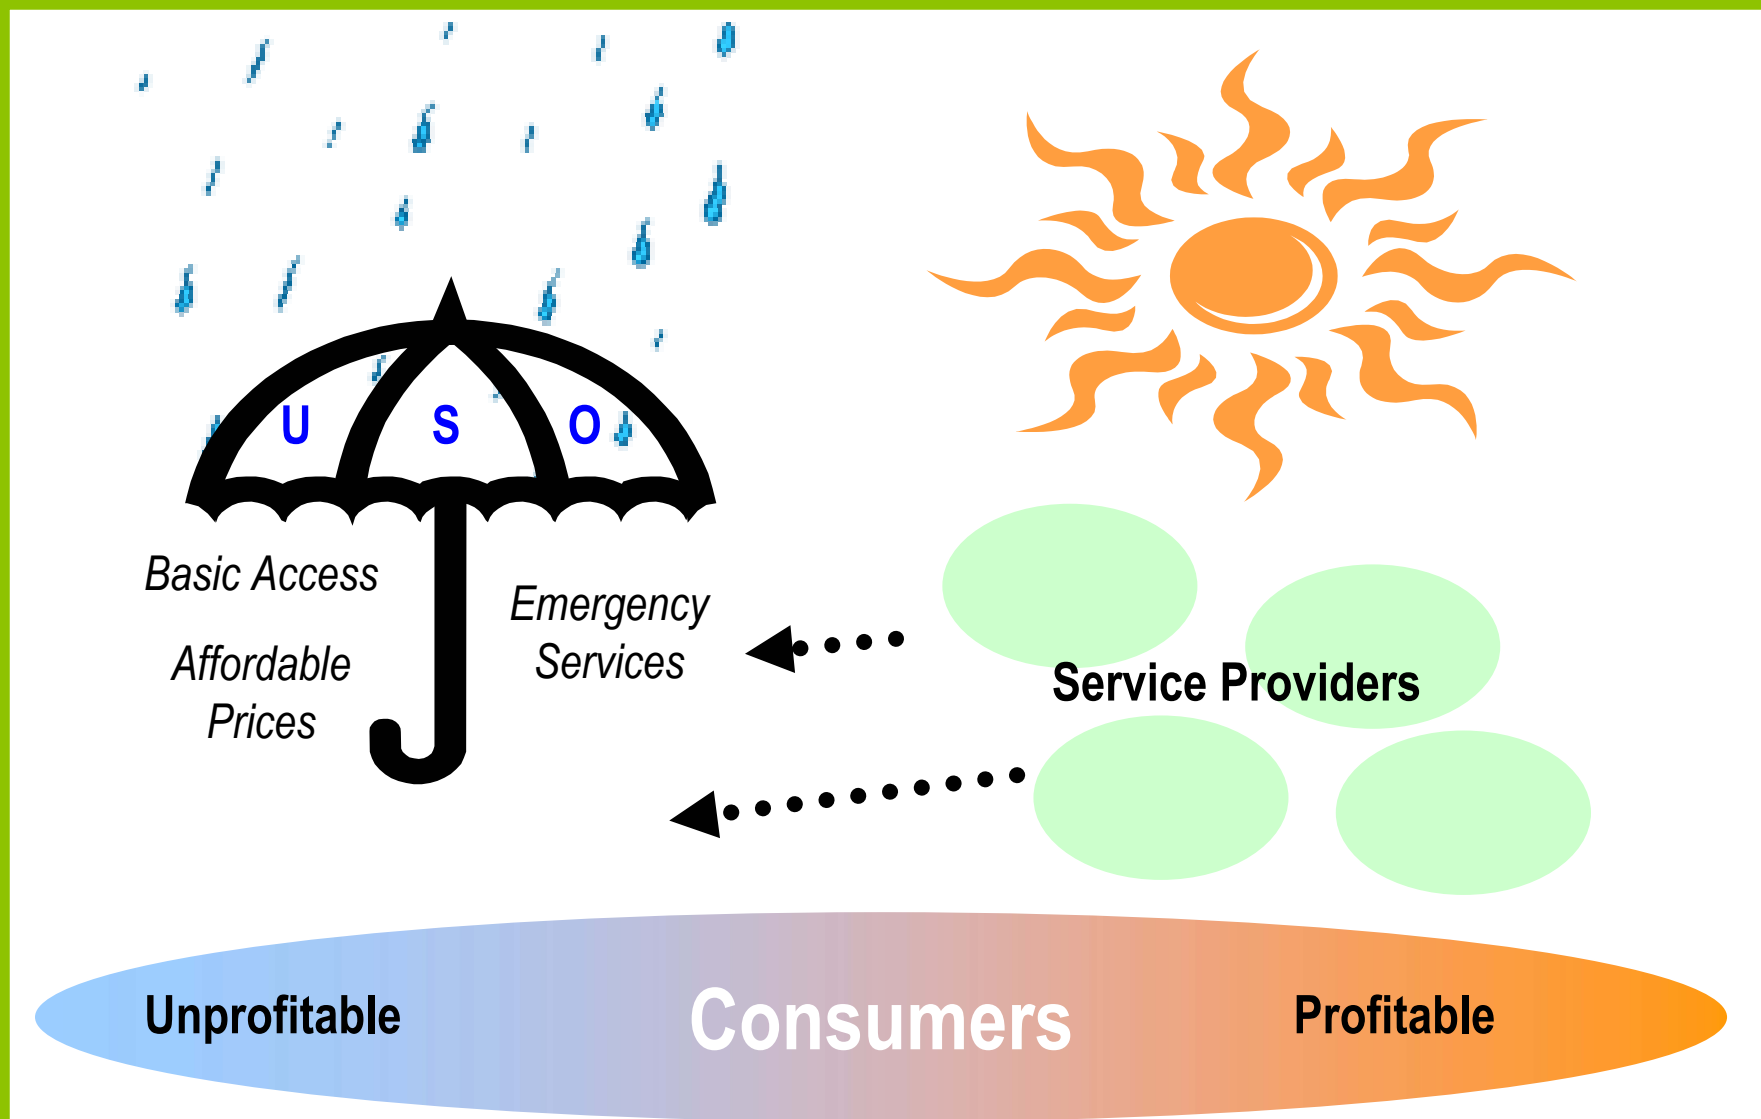 U S O
Basic Access
Affordable
Prices
Emergency
Services
Service Providers
Unprofitable
Consumers
Profitable